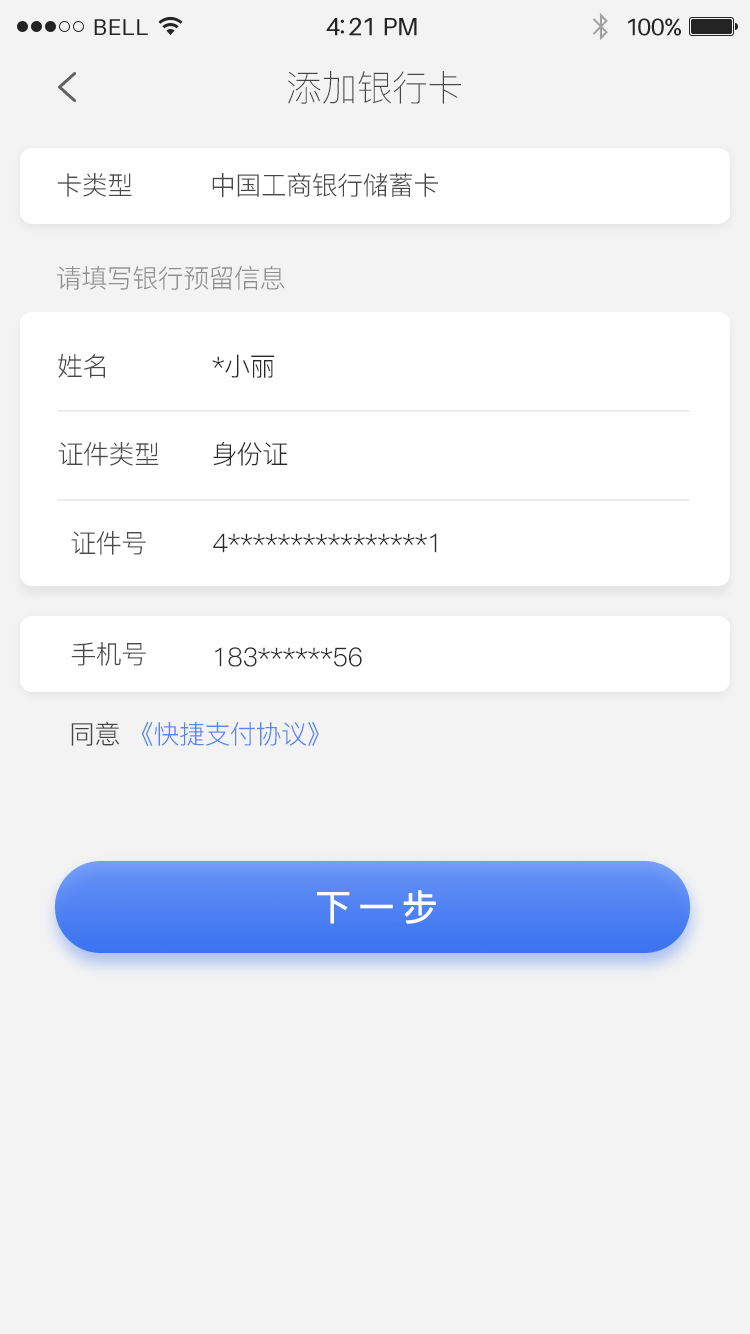 BELL 4:21 PM 100%
添加银行卡
卡类型 中国工商银行储蓄卡
请填写银行预留信息
姓名 *小丽
证件类型 身份证
证件号 4****************1
手机号 183******56
同意 《快捷支付协议》
下一步